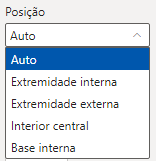 Posição
Auto
Auto
Extremidade interna
Extremidade externa
Interior central
Base interna